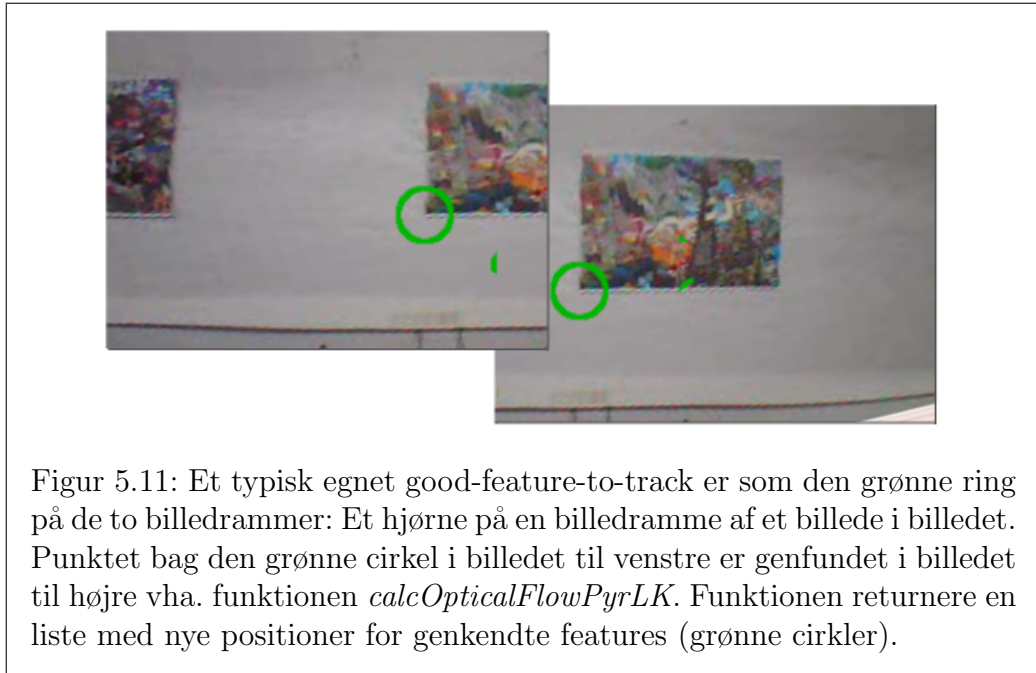 Figur 5.11: Et typisk egnet good-feature-to-track er som den grønne ring
på de to billedrammer: Et hjørne på en billedramme af et billede i billedet.
Punktet bag den grønne cirkel i billedet til venstre er genfundet i billedet
til højre vha. funktionen calcOpticalFlowPyrLK. Funktionen returnere en
liste med nye positioner for genkendte features (grønne cirkler).